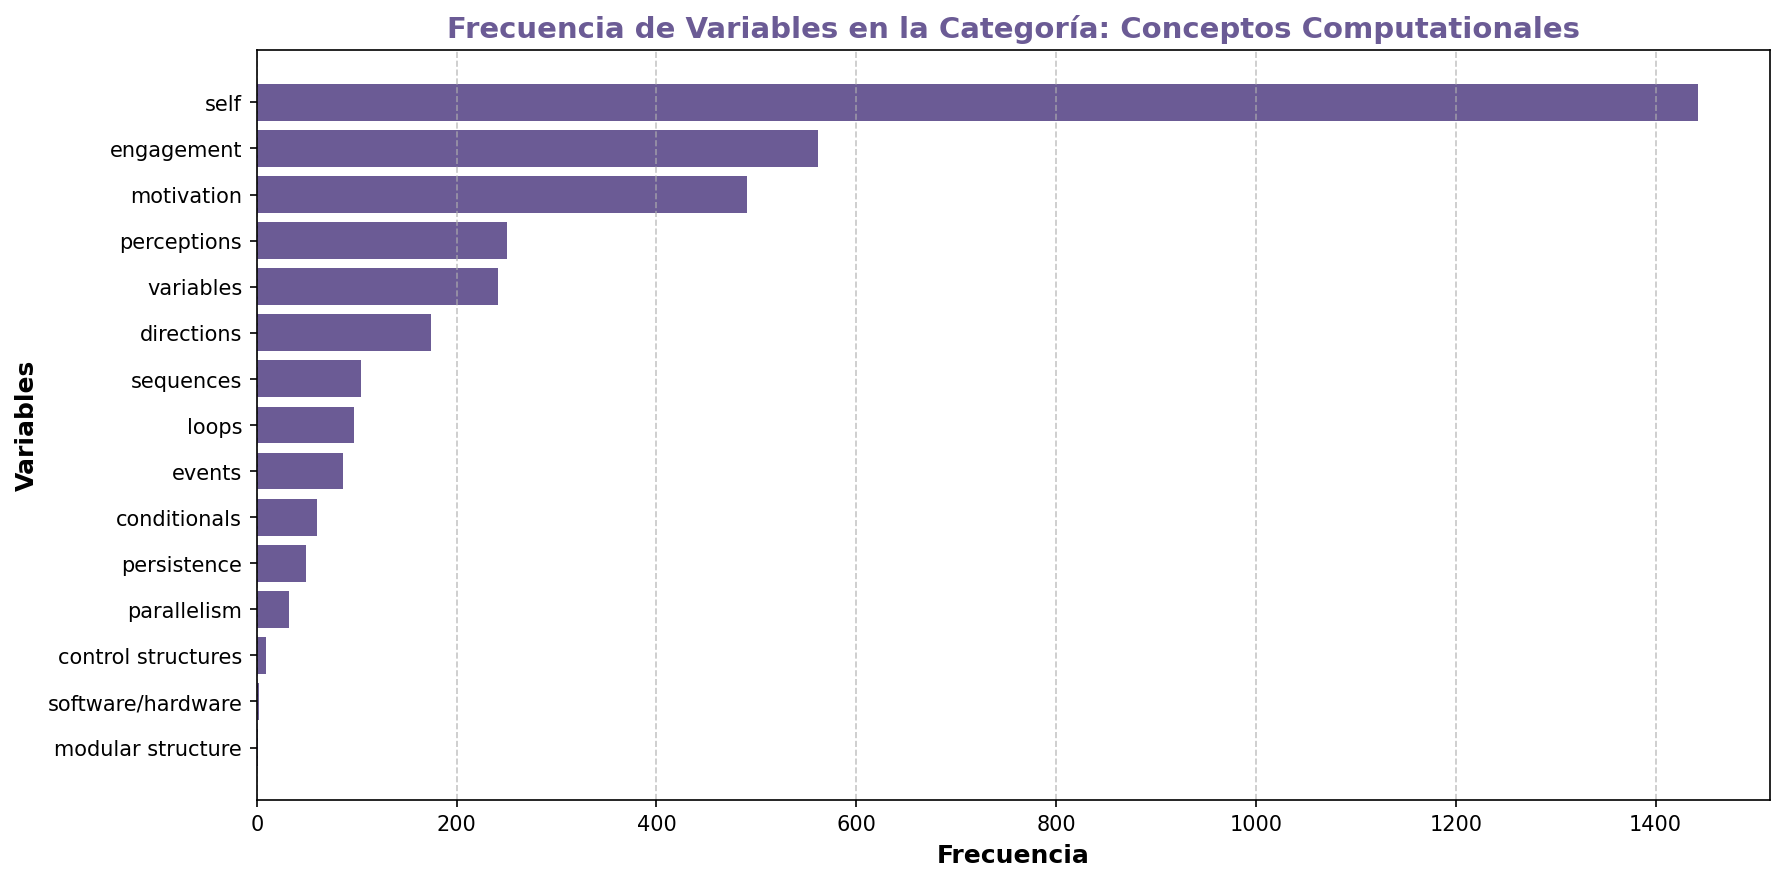 Frecuencia de Variables en la Categoría: Conceptos Computationales
Variables
self
engagement
motivation
perceptions
variables
directions
sequences
loops
events
conditionals
persistence
parallelism
control structures
software/hardware
modular structure
0 200 400 600 800 1000 1200 1400
Frecuencia